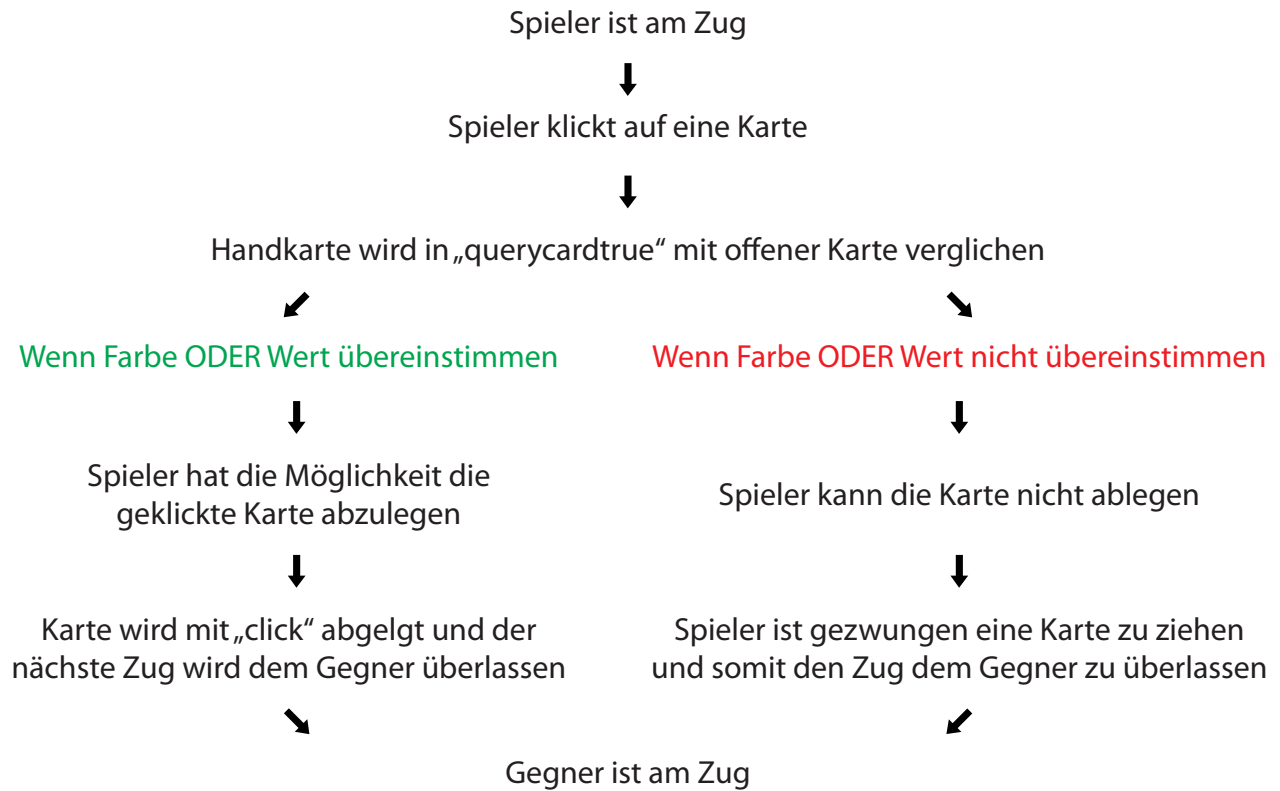 Spieler ist am Zug
Spieler klickt auf eine Karte
Handkarte wird in „querycardtrue“ mit offener Karte verglichen
Wenn Farbe ODER Wert übereinstimmen
Wenn Farbe ODER Wert nicht übereinstimmen
Spieler hat die Möglichkeit die
geklickte Karte abzulegen
Spieler kann die Karte nicht ablegen
Karte wird mit „click“ abgelgt und der
nächste Zug wird dem Gegner überlassen
Spieler ist gezwungen eine Karte zu ziehen
und somit den Zug dem Gegner zu überlassen
Gegner ist am Zug